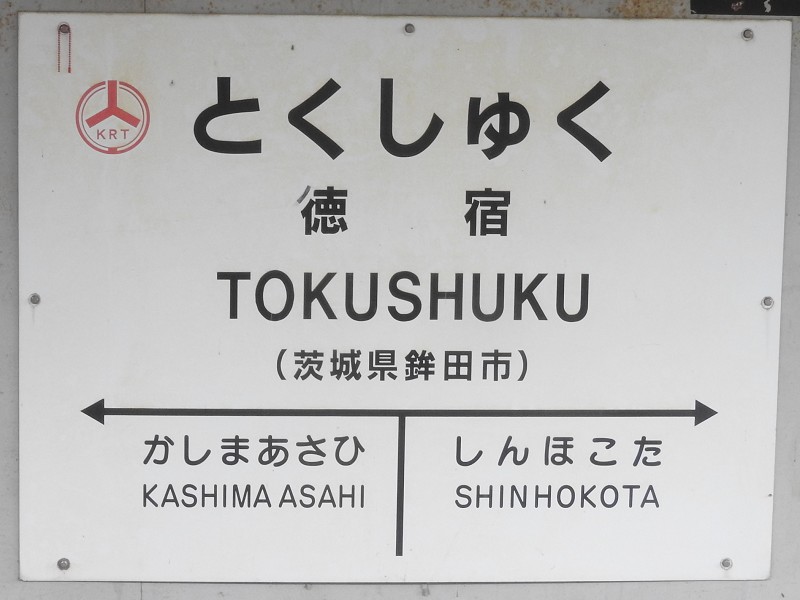 KRT
とくしゅく
徳宿
TOKUSHUKU
（茨城県鉾田市）
かしまあさひ しんほこた
KASHIMA ASAHI SHINHOKOTA